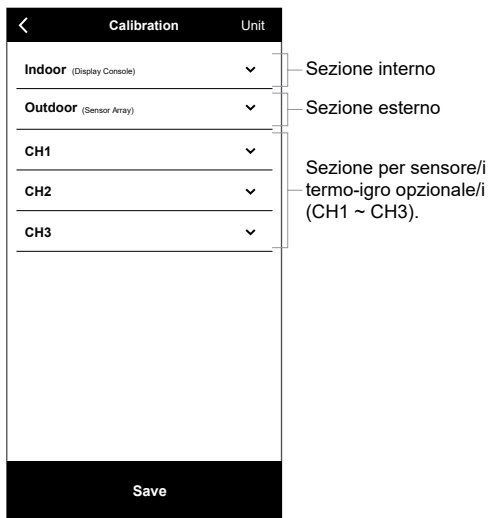 Calibration Unit
Indoor (Display Console)
Sezione interno
Outdoor (Sensor Array)
Sezione esterno
CH1
CH2
CH3
Sezione per sensore/i
termo-igro opzionale/i
(CH1 ~ CH3).
Save